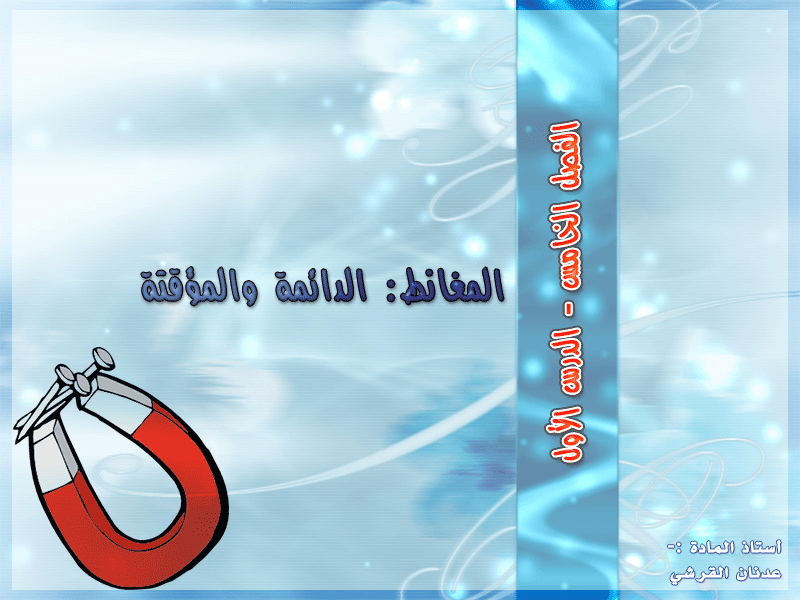 الفصل الخامس - الدرس الأول
المغانط: الدائمة والمؤقتة
أستاذ المادة :-
عدنان القرشي